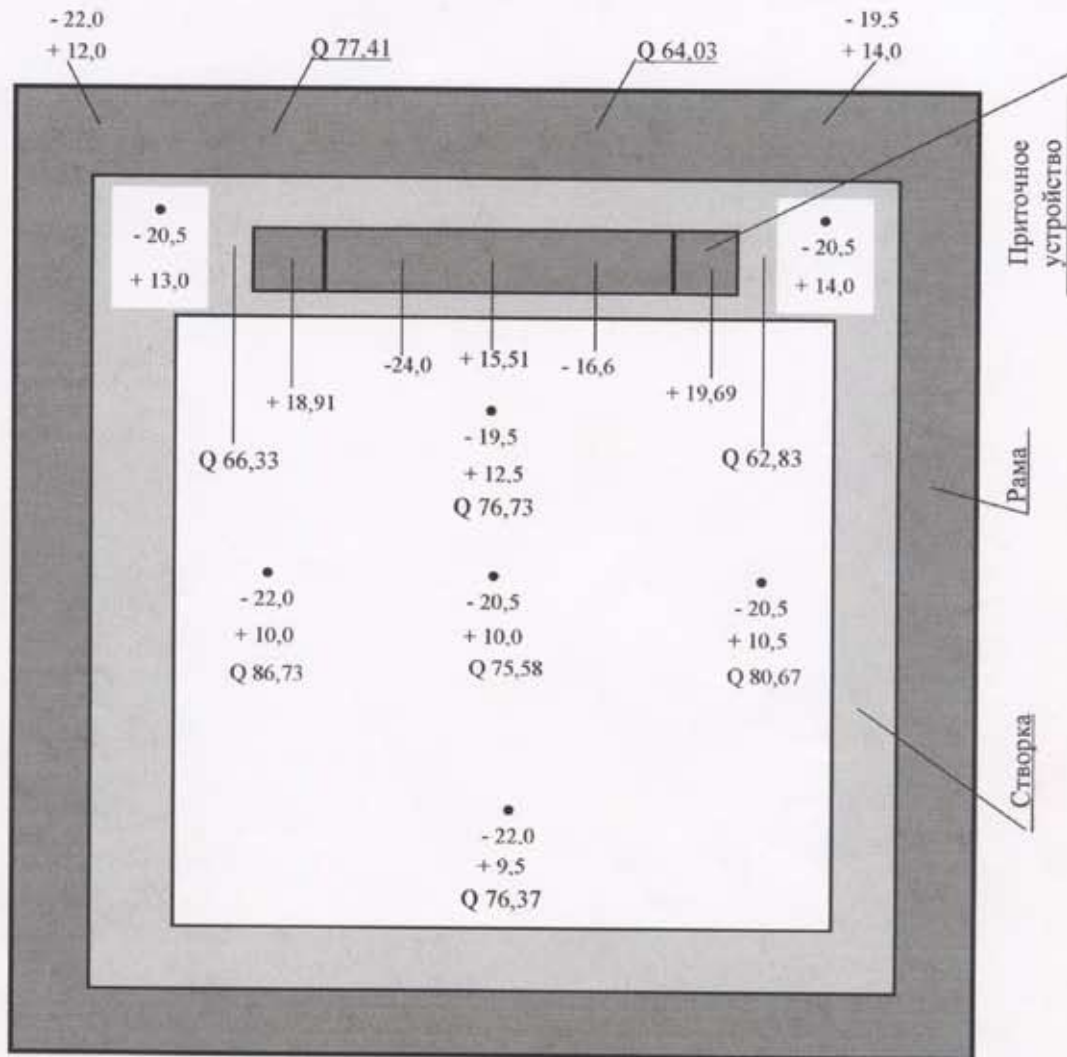 - 22,0
+ 12,0
Q 77,41
Q 64,03
- 19,5
+ 14,0
Приточное
устройство
- 20,5
+ 13,0
- 20,5
+ 14,0
+ 18,91
-24,0
+ 15,51
- 16,6
+ 19,69
Q 66,33
- 19,5
+ 12,5
Q 76,73
Q 62,83
Рама
- 22,0
+ 10,0
Q 86,73
- 20,5
+ 10,0
Q 75,58
- 20,5
+ 10,5
Q 80,67
Створка
- 22,0
+ 9,5
Q 76,37